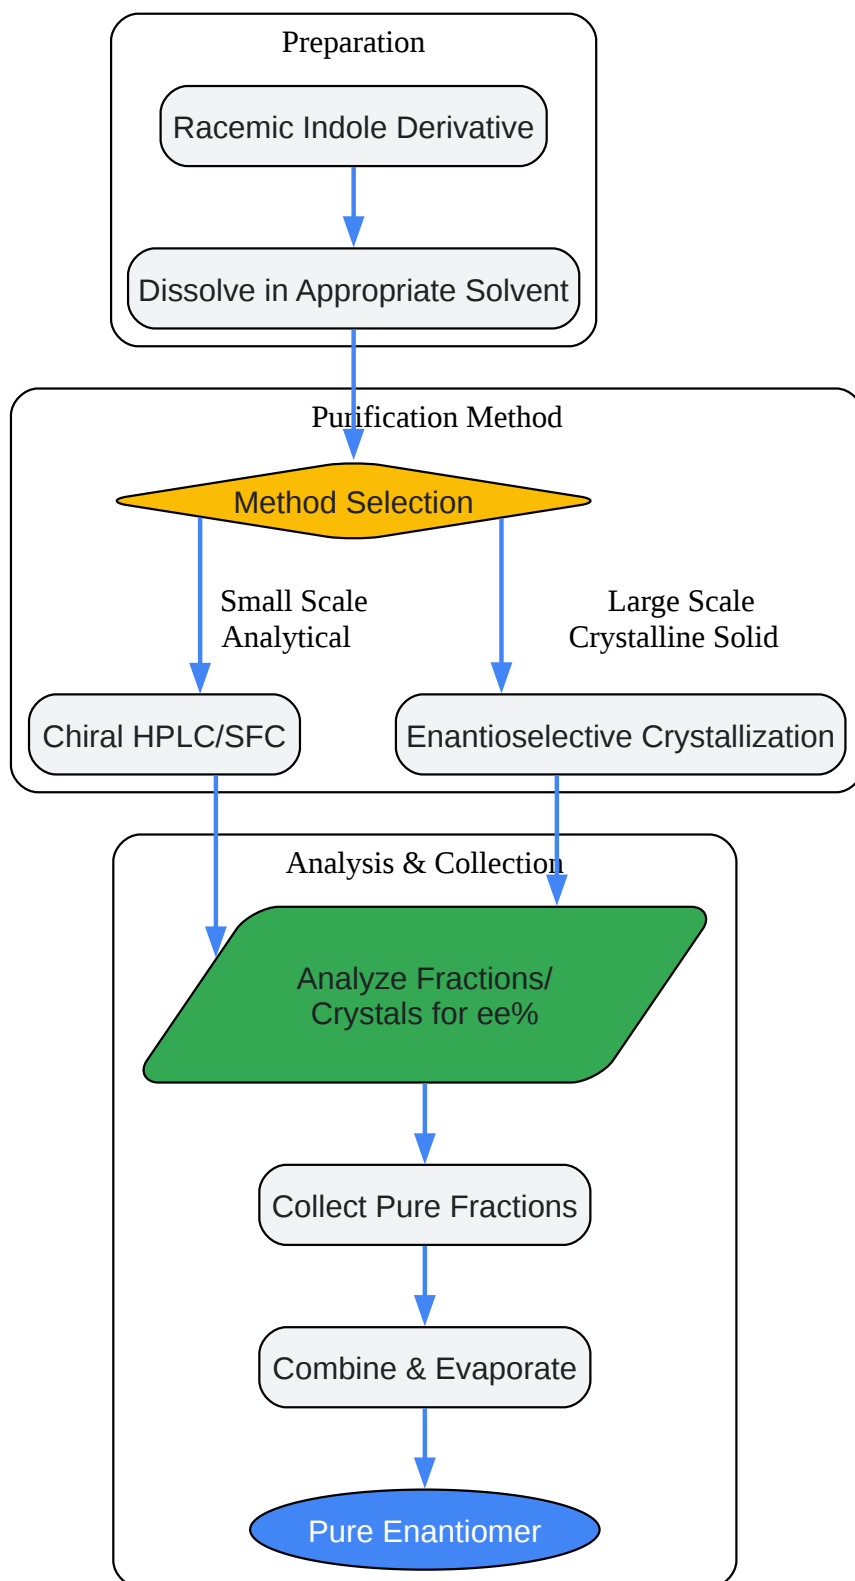 Preparation
Racemic Indole Derivative
Dissolve in Appropriate Solvent
Purification Method
Method Selection
Small Scale
Analytical
Large Scale
Crystalline Solid
Chiral HPLC/SFC
Enantioselective Crystallization
Analysis & Collection
Analyze Fractions/
Crystals for ee%
Collect Pure Fractions
Combine & Evaporate
Pure Enantiomer